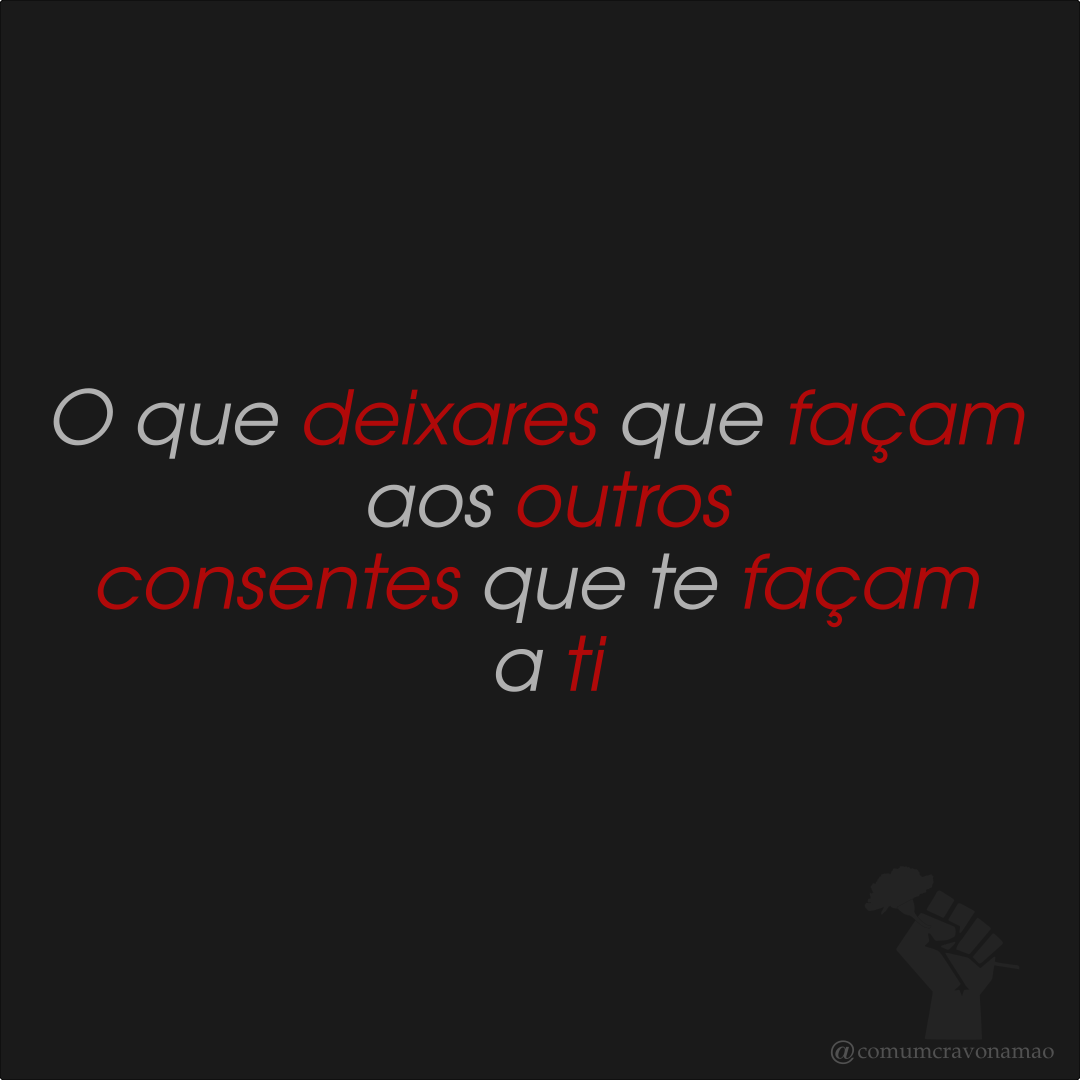 O que deixares que façam
aos outros
consentes que te façam
a ti
@comumcravonamao